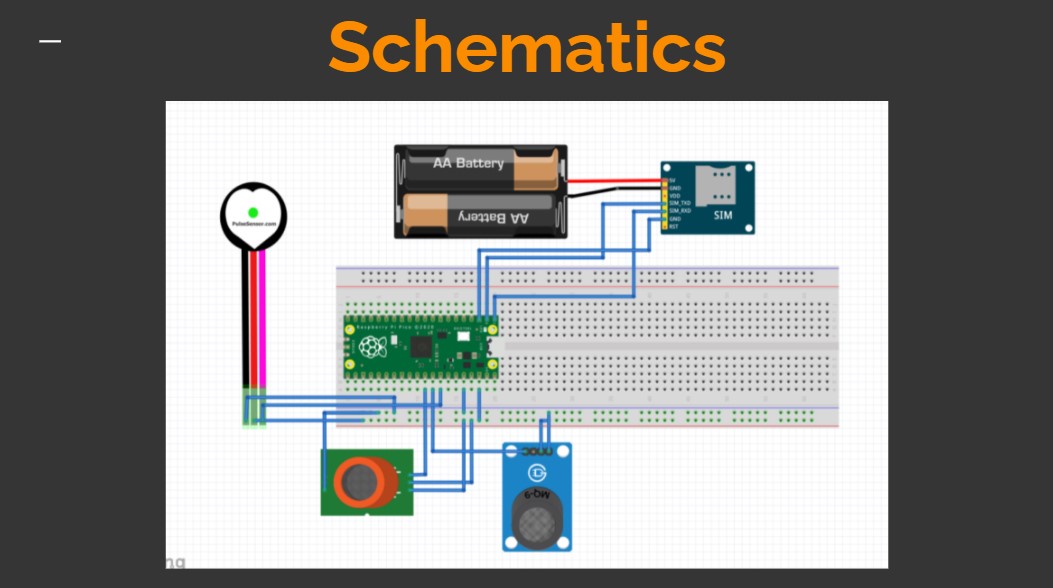 Schematics
AA Battery
AA Battery
PulseSensor.com
5V
GND
VDD
SIM_TXD
SIM_RXD
GND
RST
SIM
Raspberry Pi Pico ©2020
MQ-9
ng